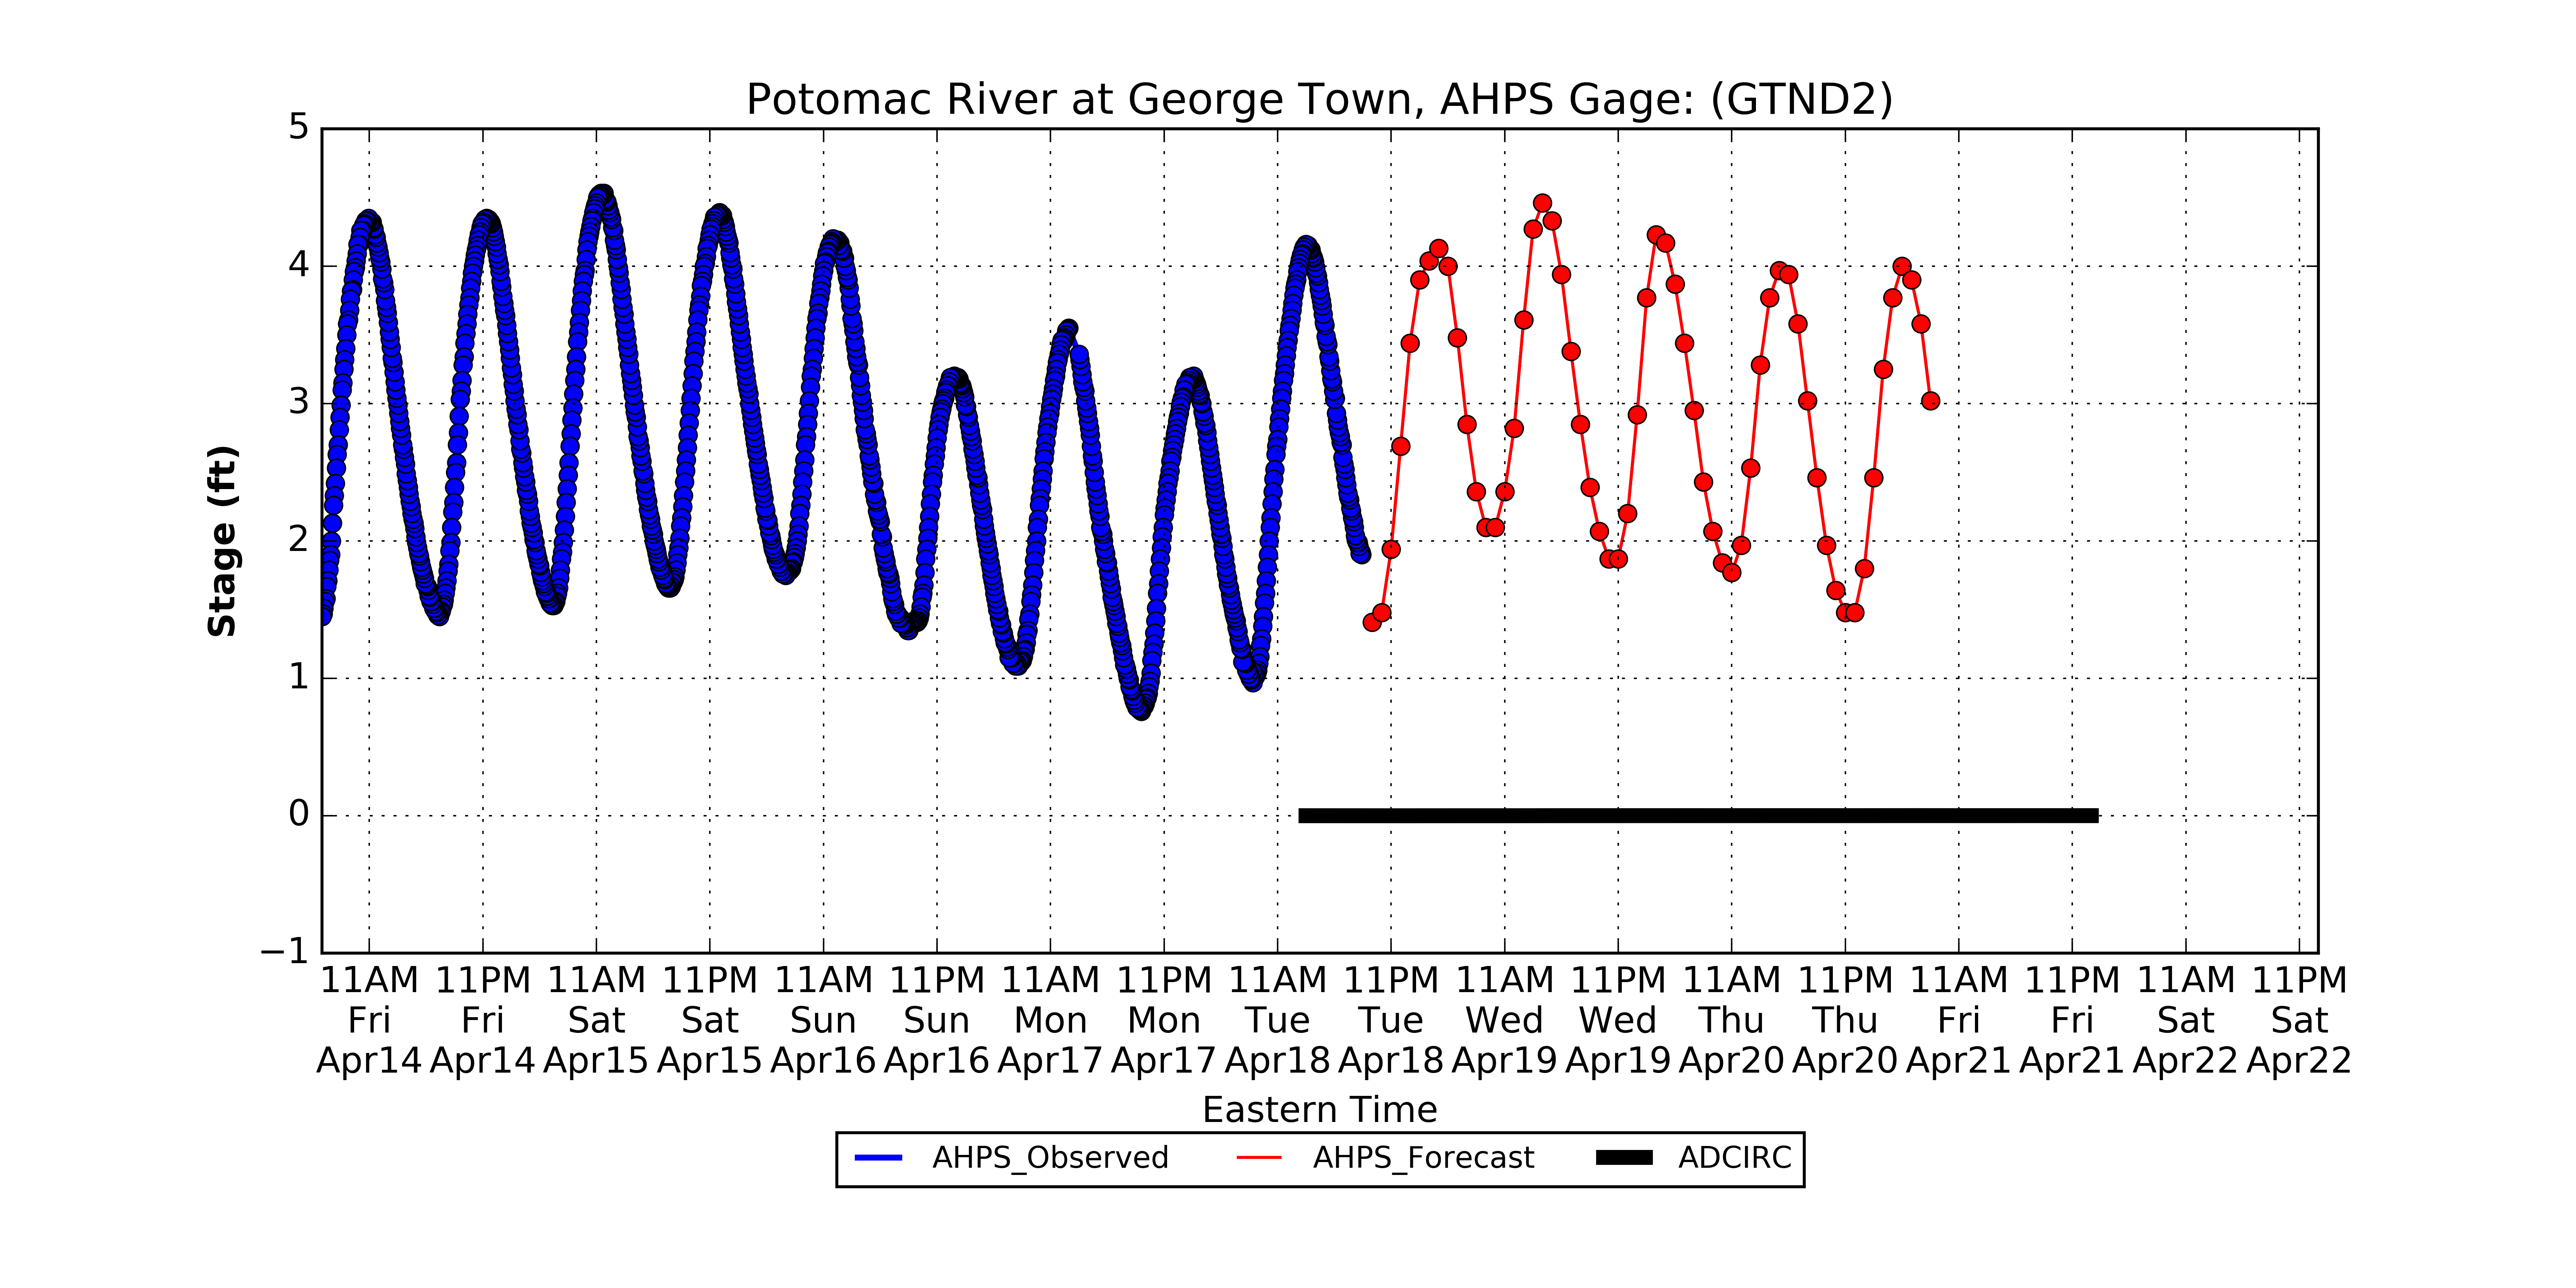 Potomac River at George Town, AHPS Gage: (GTND2)
5
4
3
2
1
0
−1
Stage (ft)
11AM 11PM 11AM 11PM 11AM 11PM 11AM 11PM 11AM 11PM 11AM 11PM 11AM 11PM 11AM 11PM 11AM 11PM
Fri Fri Sat Sat Sun Sun Mon Mon Tue Tue Wed Wed Thu Thu Fri Fri Sat Sat
Apr14 Apr14 Apr15 Apr15 Apr16 Apr16 Apr17 Apr17 Apr18 Apr18 Apr19 Apr19 Apr20 Apr20 Apr21 Apr21 Apr22 Apr22
Eastern Time
AHPS_Observed AHPS_Forecast ADCIRC